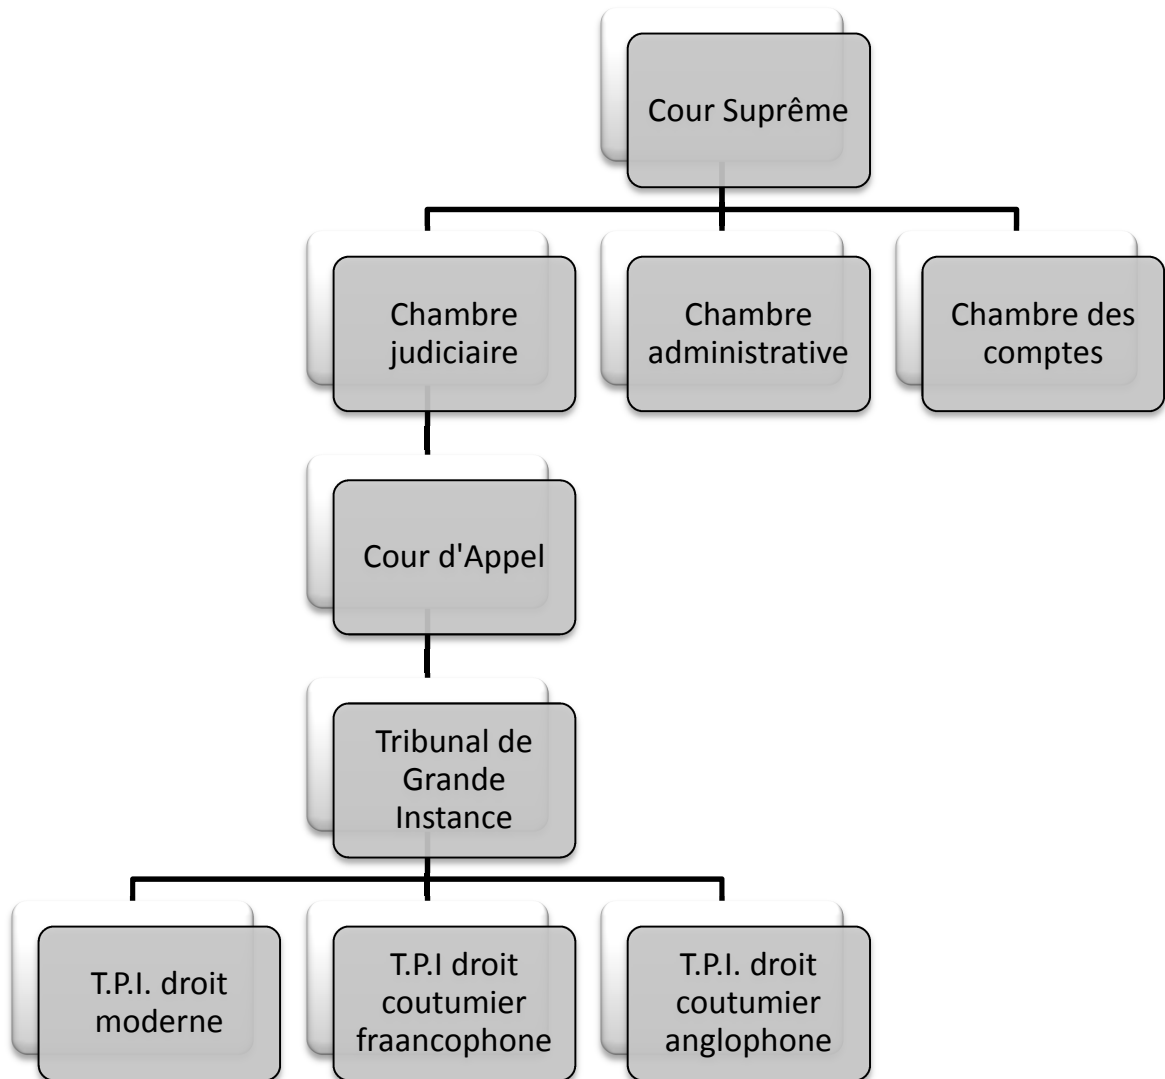 Cour Suprême
Chambre
judiciaire
Chambre
administrative
Chambre des
comptes
Cour d'Appel
Tribunal de
Grande
Instance
T.P.I. droit
moderne
T.P.I droit
coutumier
fraancophone
T.P.I. droit
coutumier
anglophone